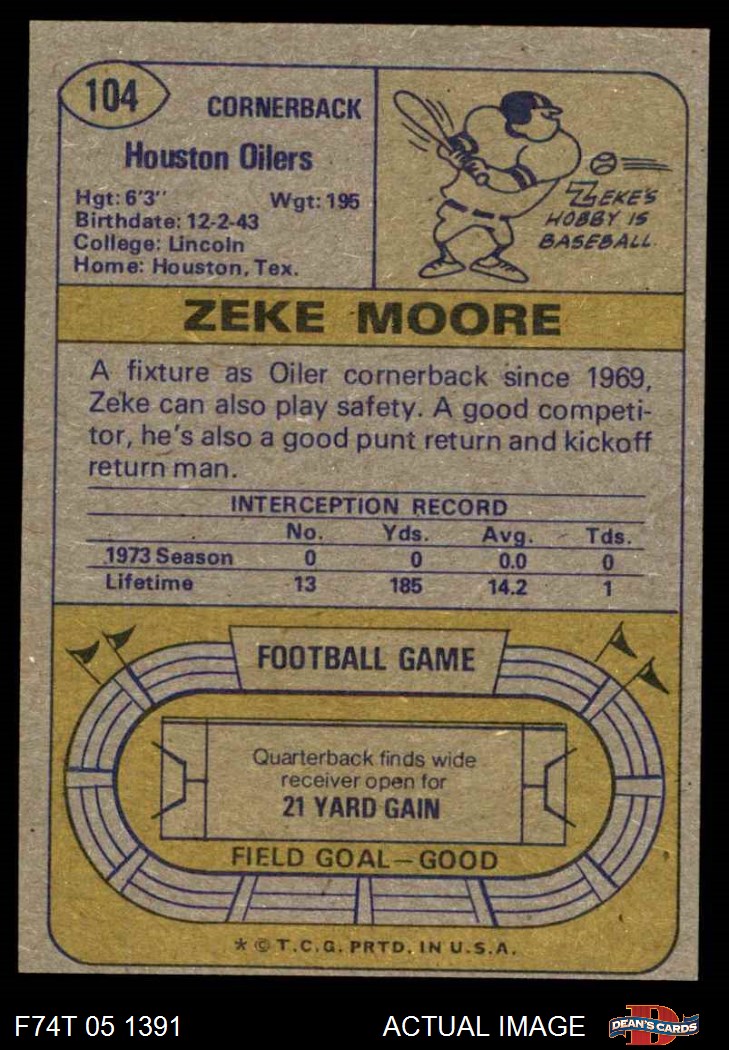 104
CORNERBACK
Houston Oilers
Hgt: 6'3" Wgt: 195
Birthdate: 12-2-43
College: Lincoln
Home: Houston, Tex.
ZEKE'S
HOBBY IS
BASEBALL.
ZEKE MOORE
A fixture as Oiler cornerback since 1969,
Zeke can also play safety. A good competi-
tor, he's also a good punt return and kickoff
return man.
INTERCEPTION RECORD
No. Yds. Avg. Tds.
1973 Season 0 0 0.0 0
Lifetime 13 185 14.2 1
FOOTBALL GAME
Quarterback finds wide
receiver open for
21 YARD GAIN
FIELD GOAL—GOOD
* © T.C.G. PRTD. IN U.S.A.
F74T 05 1391 ACTUAL IMAGE
D
DEAN'S CARDS